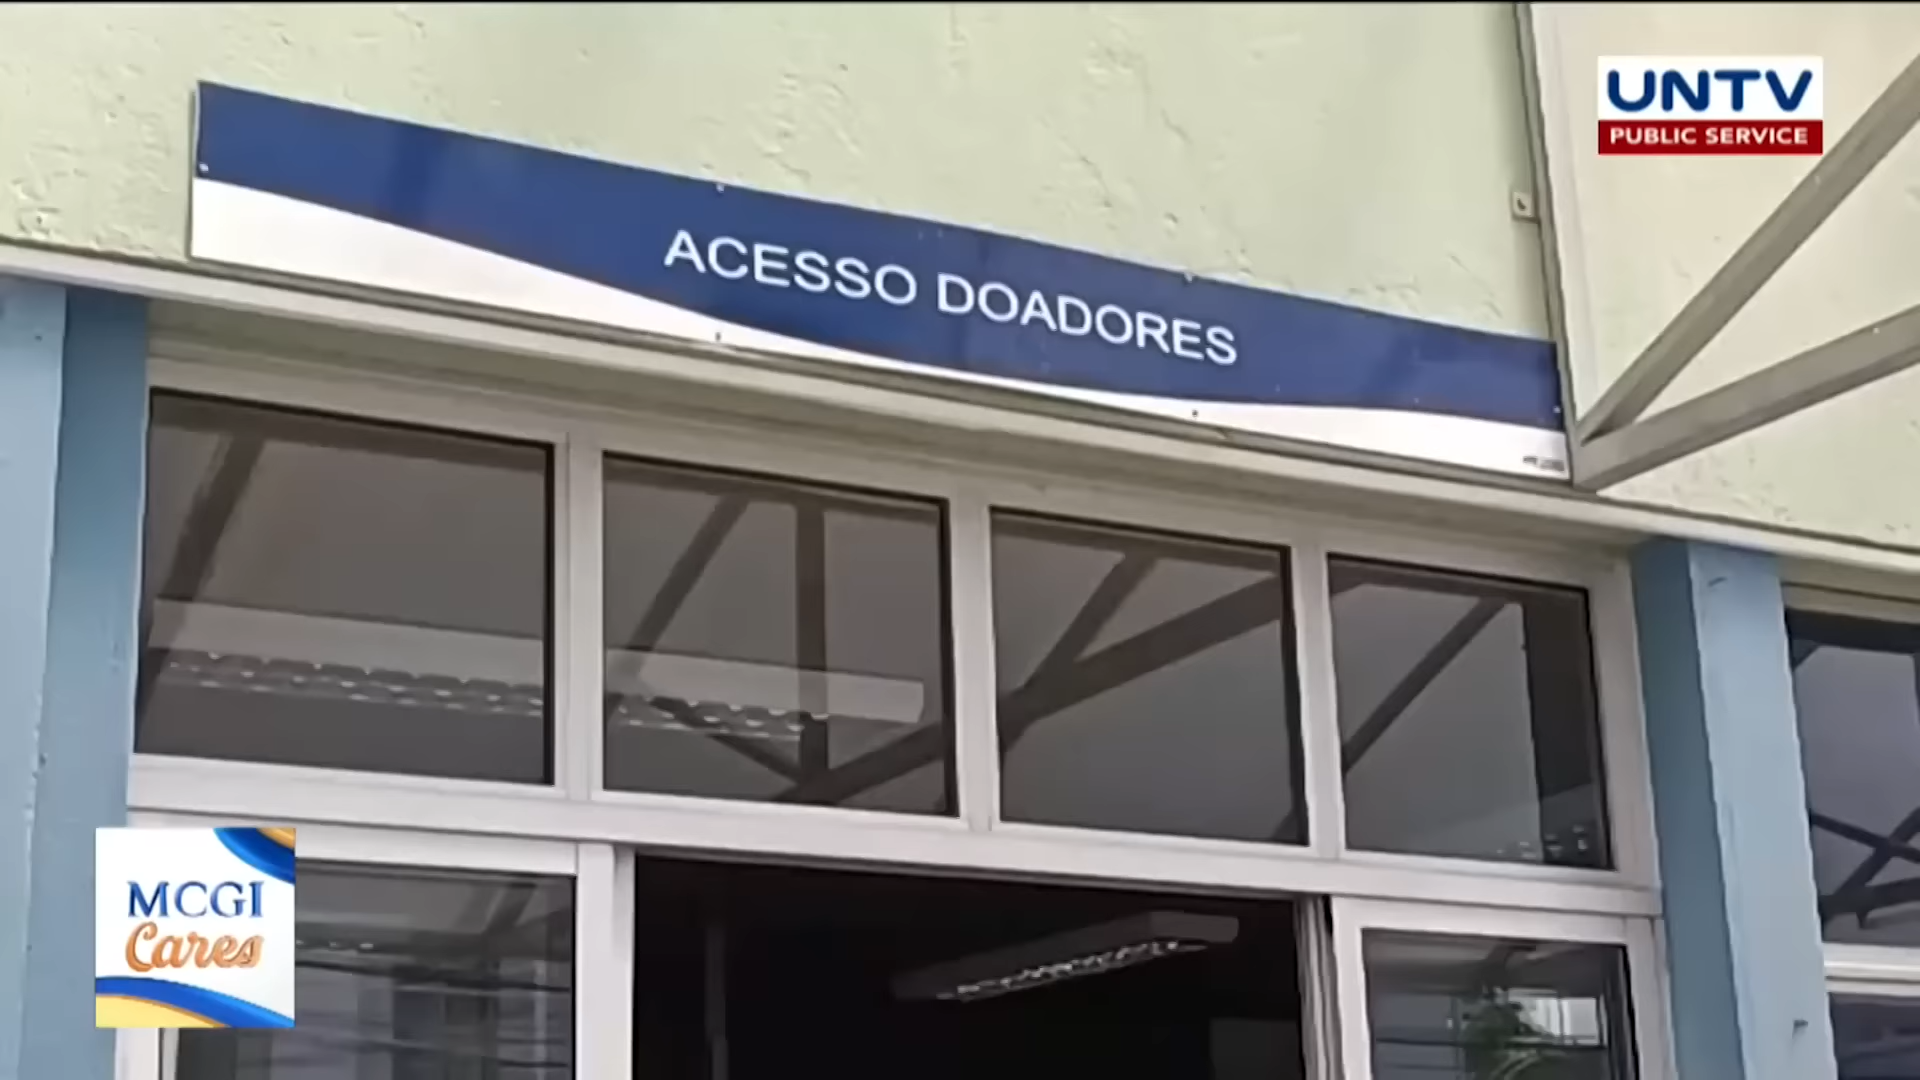 UNTV
PUBLIC SERVICE
ACESSO DOADORES
MCGI
Cares